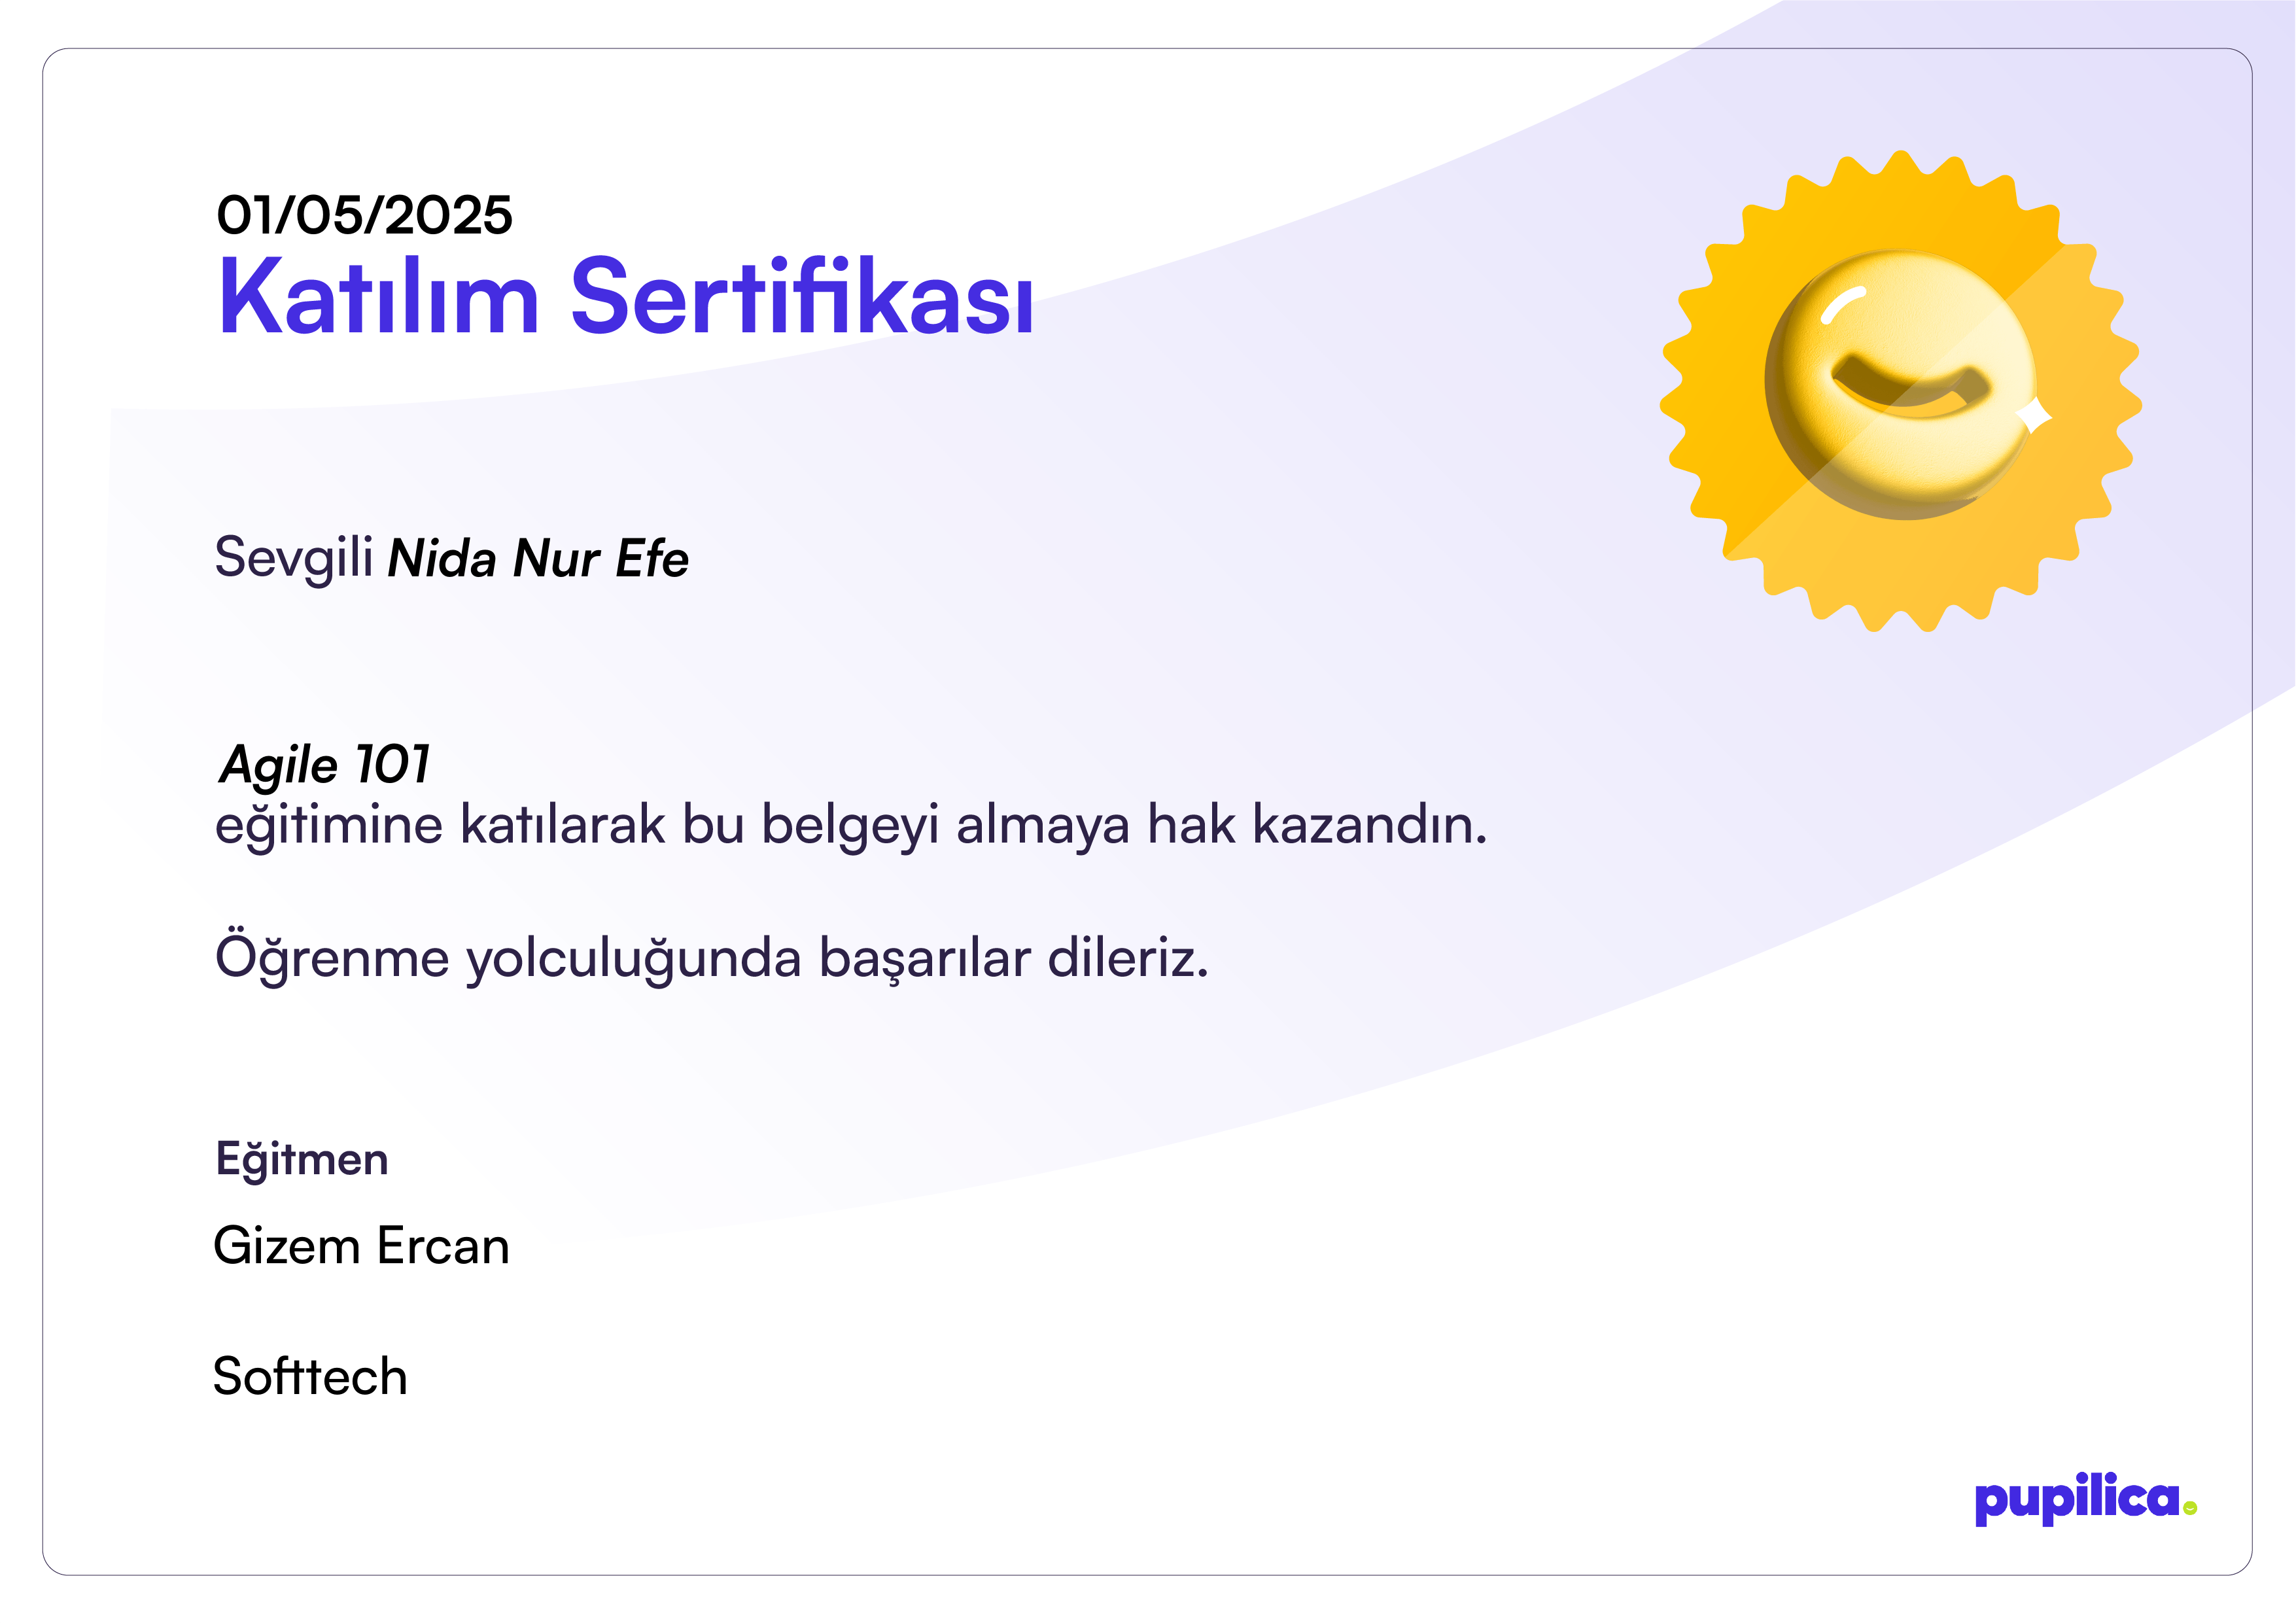 01/05/2025
Katılım Sertifikası
Sevgili Nida Nur Efe
Agile 101
eğitimine katılarak bu belgeyi almaya hak kazandın.
Öğrenme yolculuğunda başarılar dileriz.
Eğitmen
Gizem Ercan
Softtech
pupilica.